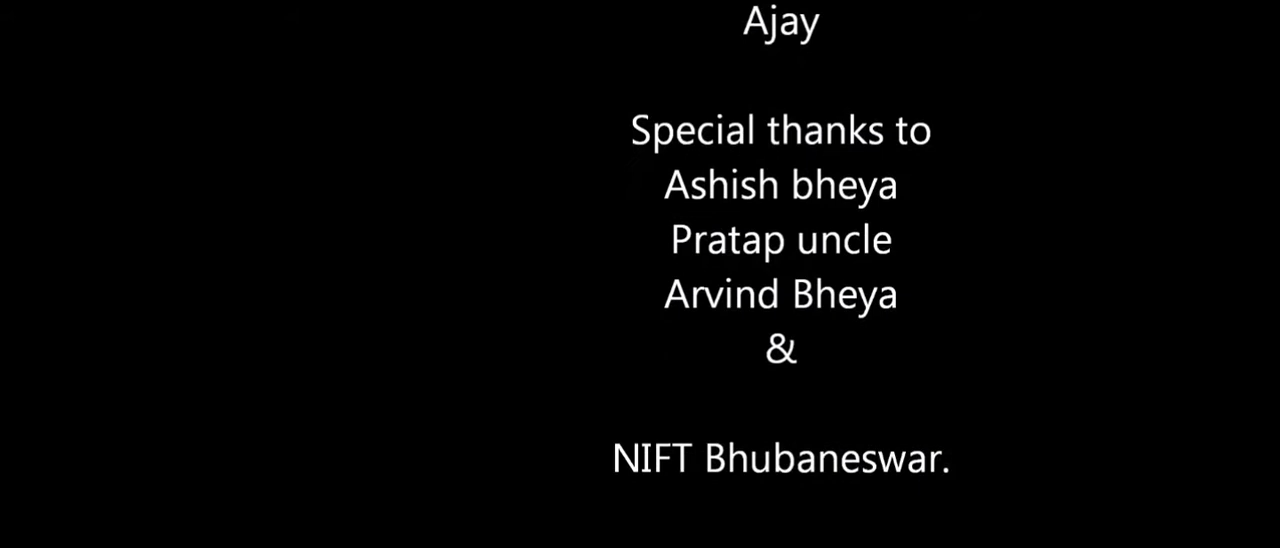 Ajay
Special thanks to
Ashish bheya
Pratap uncle
Arvind Bheya
&
NIFT Bhubaneswar.